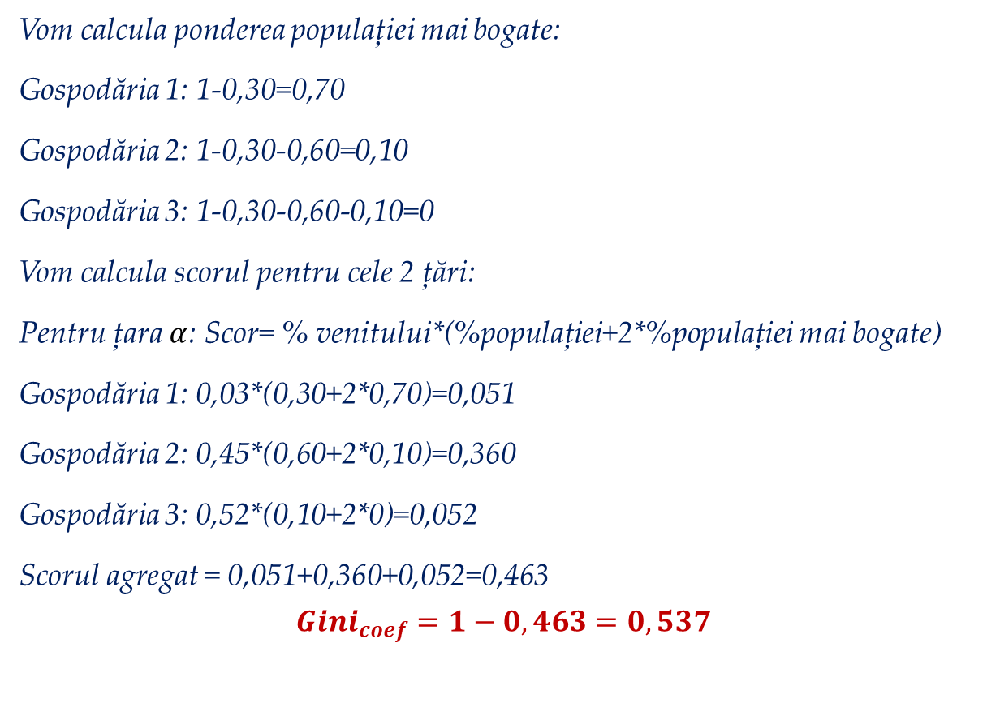 Vom calcula ponderea populației mai bogate:
Gospodăria 1: 1-0,30=0,70
Gospodăria 2: 1-0,30-0,60=0,10
Gospodăria 3: 1-0,30-0,60-0,10=0
Vom calcula scorul pentru cele 2 țări:
Pentru țara α: Scor= % venitului*(%populației+2*%populației mai bogate)
Gospodăria 1: 0,03*(0,30+2*0,70)=0,051
Gospodăria 2: 0,45*(0,60+2*0,10)=0,360
Gospodăria 3: 0,52*(0,10+2*0)=0,052
Scorul agregat = 0,051+0,360+0,052=0,463
Gini_coef = 1 − 0,463 = 0,537